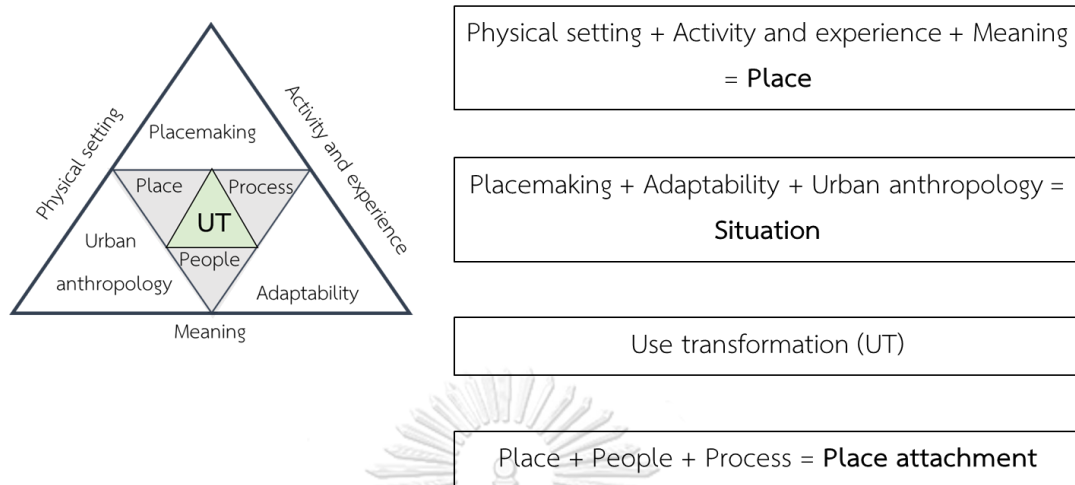 Physical setting
Activity and experience
Placemaking
Place
Process
UT
People
Urban
anthropology
Adaptability
Meaning
Physical setting + Activity and experience + Meaning
= Place
Placemaking + Adaptability + Urban anthropology =
Situation
Use transformation (UT)
Place + People + Process = Place attachment